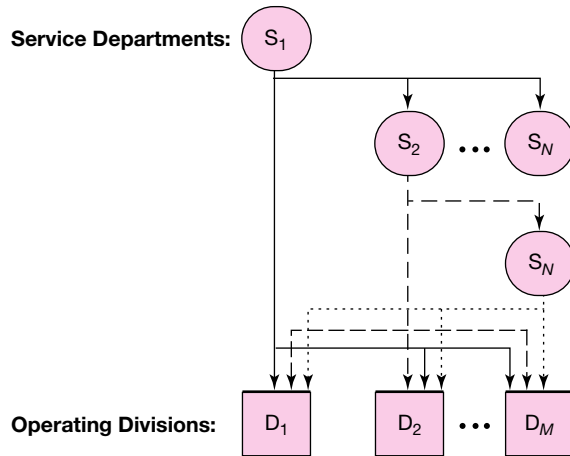 Service Departments: S1
S2 ••• SN
SN
Operating Divisions: D1 D2 ••• DM